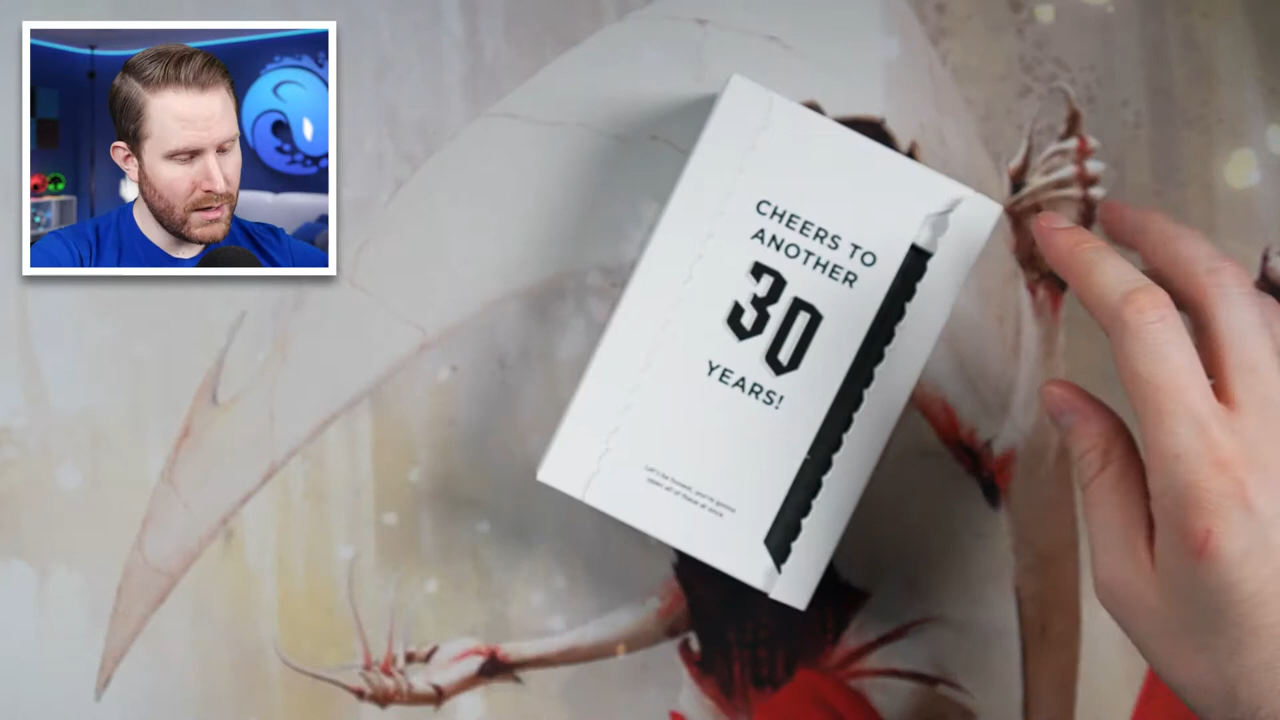 CHEERS TO
ANOTHER
30
YEARS!
Let's be honest, you're gonna
open all of these at once.